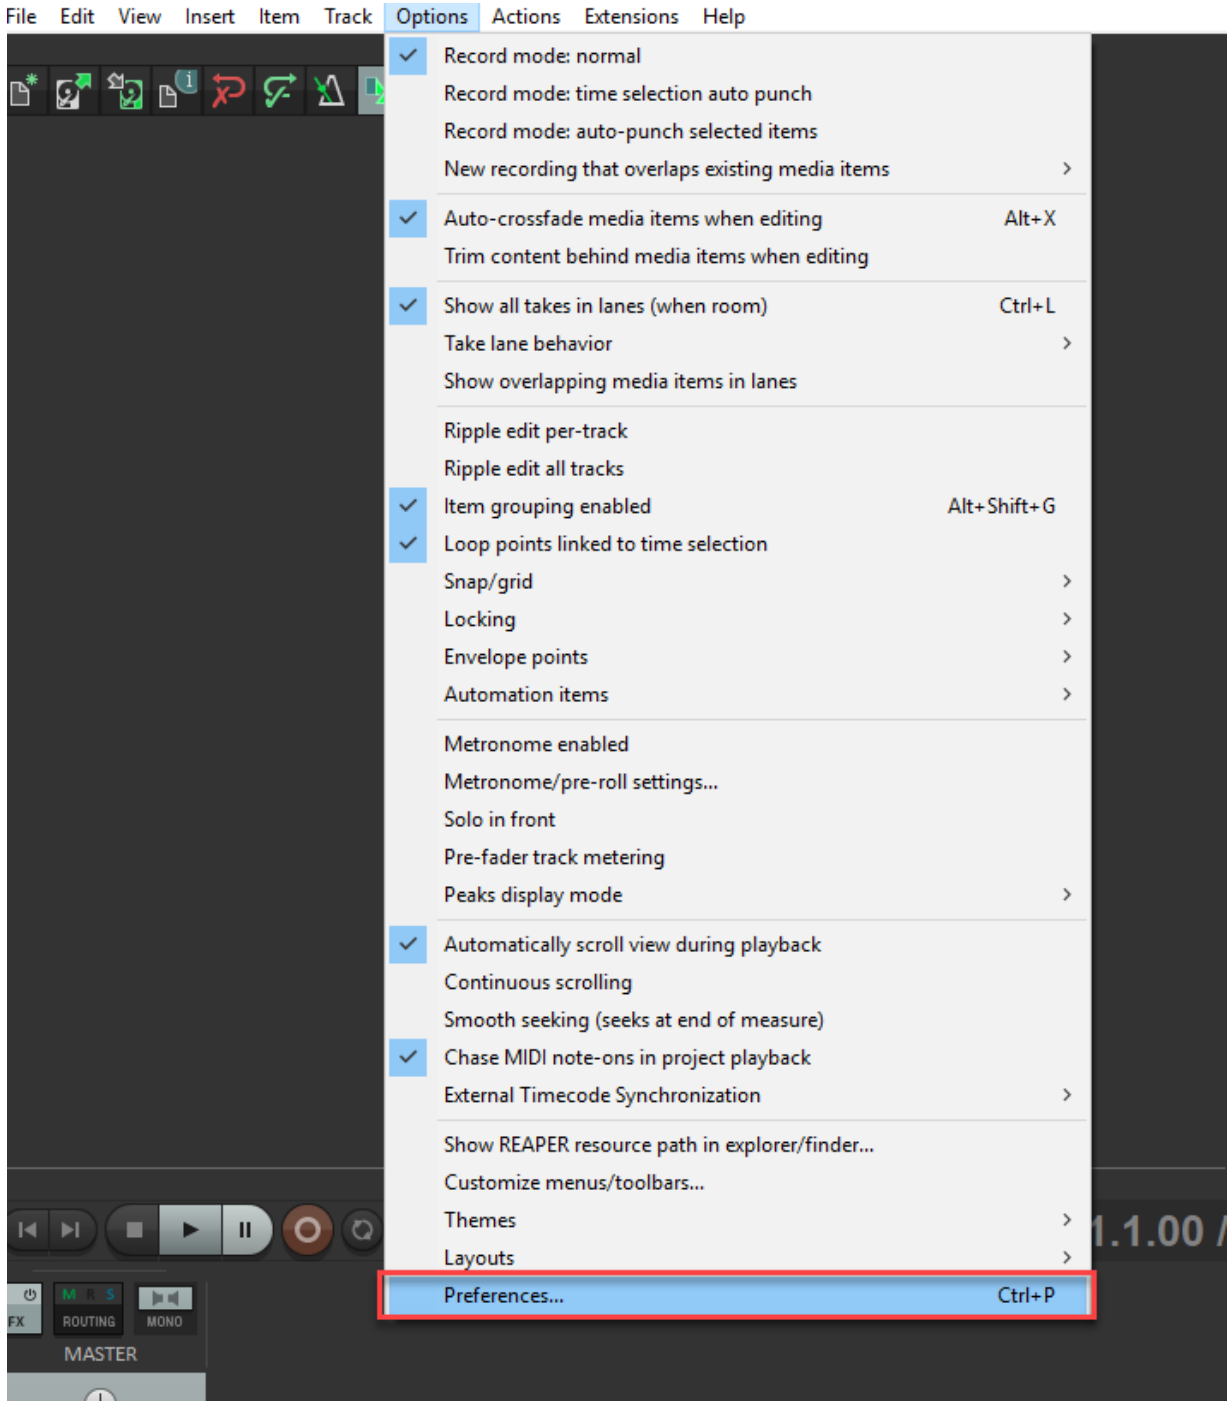 File Edit View Insert Item Track Options Actions Extensions Help
Record mode: normal
Record mode: time selection auto punch
Record mode: auto-punch selected items
New recording that overlaps existing media items
Auto-crossfade media items when editing Alt+X
Trim content behind media items when editing
Show all takes in lanes (when room) Ctrl+L
Take lane behavior
Show overlapping media items in lanes
Ripple edit per-track
Ripple edit all tracks
Item grouping enabled Alt+Shift+G
Loop points linked to time selection
Snap/grid
Locking
Envelope points
Automation items
Metronome enabled
Metronome/pre-roll settings...
Solo in front
Pre-fader track metering
Peaks display mode
Automatically scroll view during playback
Continuous scrolling
Smooth seeking (seeks at end of measure)
Chase MIDI note-ons in project playback
External Timecode Synchronization
Show REAPER resource path in explorer/finder...
Customize menus/toolbars...
Themes
1.1.00 /
Layouts
Preferences... Ctrl+P
M R S
FX ROUTING MONO
MASTER